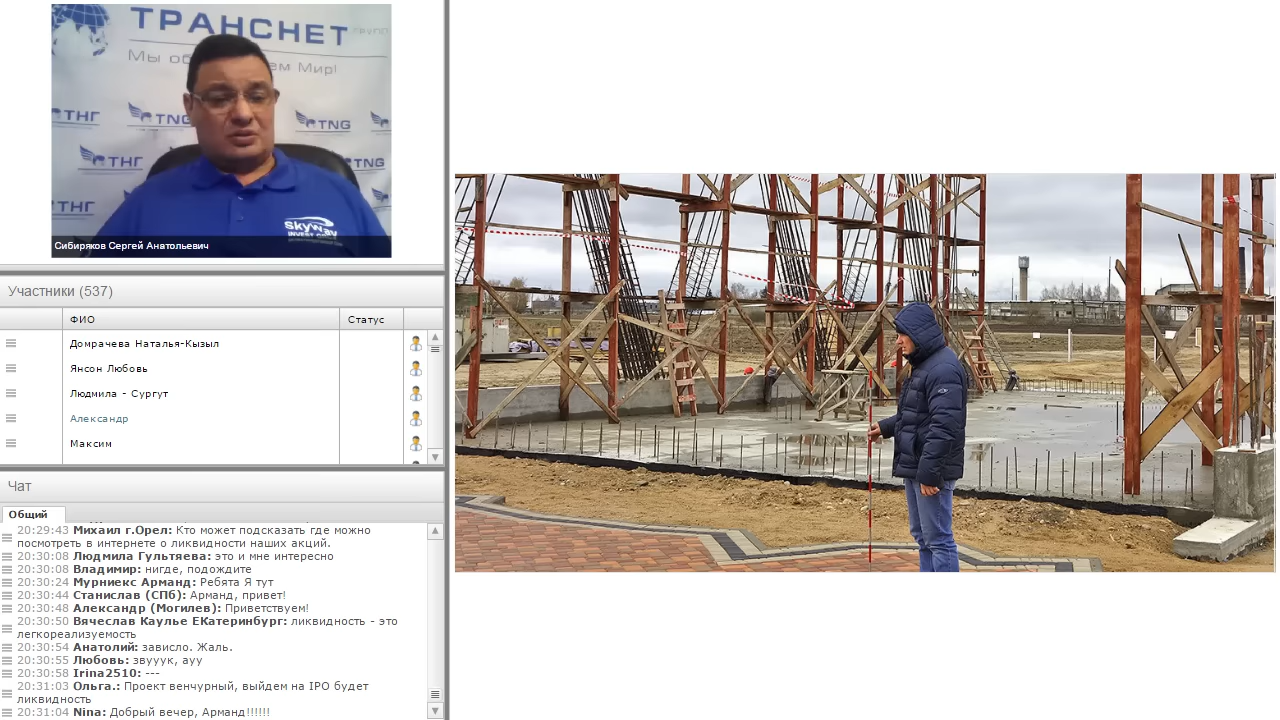 ТРАНСНЕТ
Мы об ем Мир!
ТНГ
TNG
TNG
ТНГ
TNG
ТНГ
skyway
INVEST GROUP
Сибиряков Сергей Анатольевич
Участники (537)
ФИО Статус
Домрачева Наталья-Кызыл
Янсон Любовь
Людмила - Сургут
Александр
Максим
Чат
Общий
20:29:43 Михаил г.Орел: Кто может подсказать где можно
посмотреть в интернете о ликвидности наших акций.
20:30:08 Людмила Гультяева: это и мне интересно
20:30:08 Владимир: нигде, подождите
20:30:24 Мурниекс Арманд: Ребята Я тут
20:30:44 Станислав (СПб): Арманд, привет!
20:30:48 Александр (Могилев): Приветствуем!
20:30:50 Вячеслав Каулье ЕКатеринбург: ликвидность - это
легкореализуемость
20:30:54 Анатолий: зависло. Жаль.
20:30:55 Любовь: звууук, ауу
20:30:58 Irina2510: ---
20:31:03 Ольга.: Проект венчурный, выйдем на IPO будет
ликвидность
20:31:04 Nina: Добрый вечер, Арманд!!!!!!